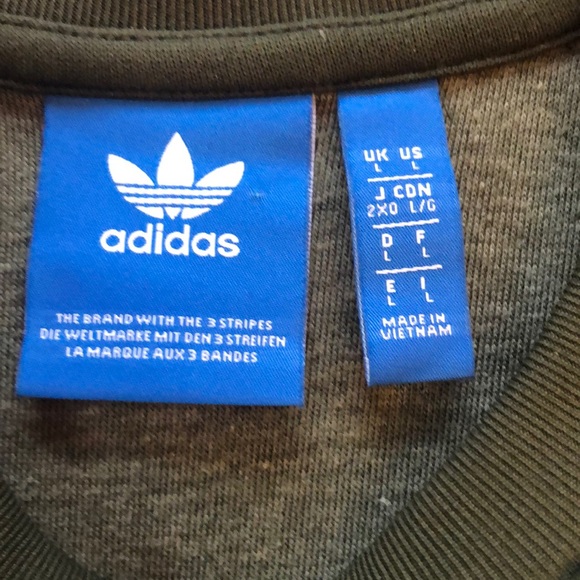 adidas
THE BRAND WITH THE 3 STRIPES
DIE WELTMARKE MIT DEN 3 STREIFEN
LA MARQUE AUX 3 BANDES
UK US
L L
J CDN
2XO L/G
D F
L L
E I
L L
MADE IN
VIETNAM